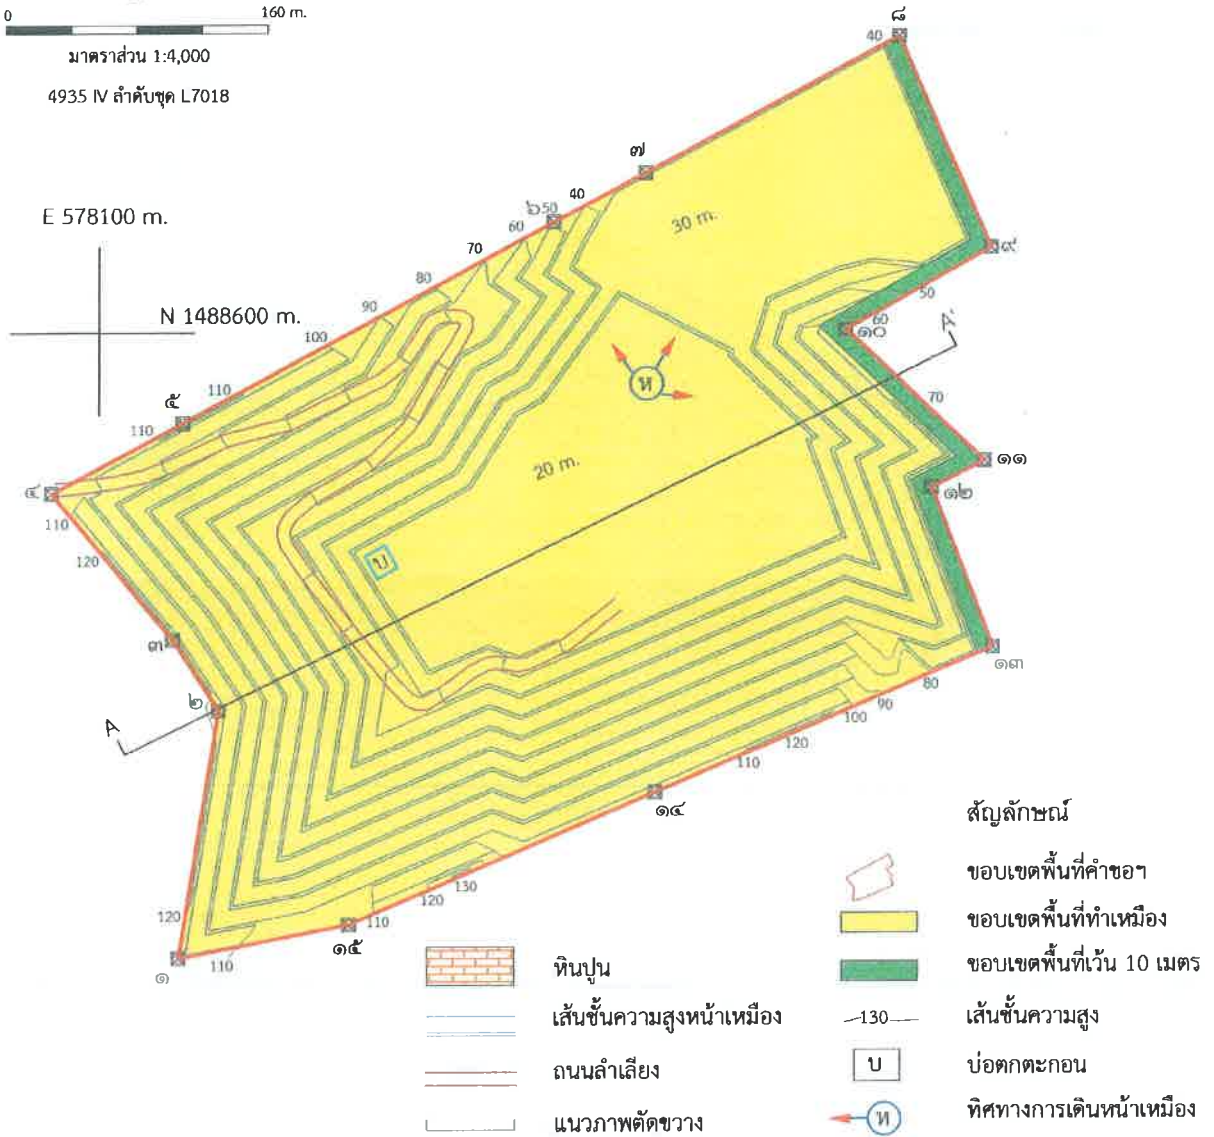 0 160 m.
มาตราส่วน 1:4,000
4935 IV ลำดับชุด L7018
E 578100 m.
N 1488600 m.
๘
40
๗
๖
50
40
60
30 m.
70
๙
80
50
90
60
๑๐
100
ห
110
70
๕
110
20 m.
๑๑
๔
๑๒
110
120
บ
๓
๑๓
๒
80
A
90
100
120
110
๑๔
130
120
120
110
๑๕
110
๑
สัญลักษณ์
ขอบเขตพื้นที่คำขอฯ
ขอบเขตพื้นที่ทำเหมือง
ขอบเขตพื้นที่เว้น 10 เมตร
130 เส้นชั้นความสูง
บ บ่อตกตะกอน
ห ทิศทางการเดินหน้าเหมือง
หินปูน
เส้นชั้นความสูงหน้าเหมือง
ถนนลำเลียง
แนวภาพตัดขวาง